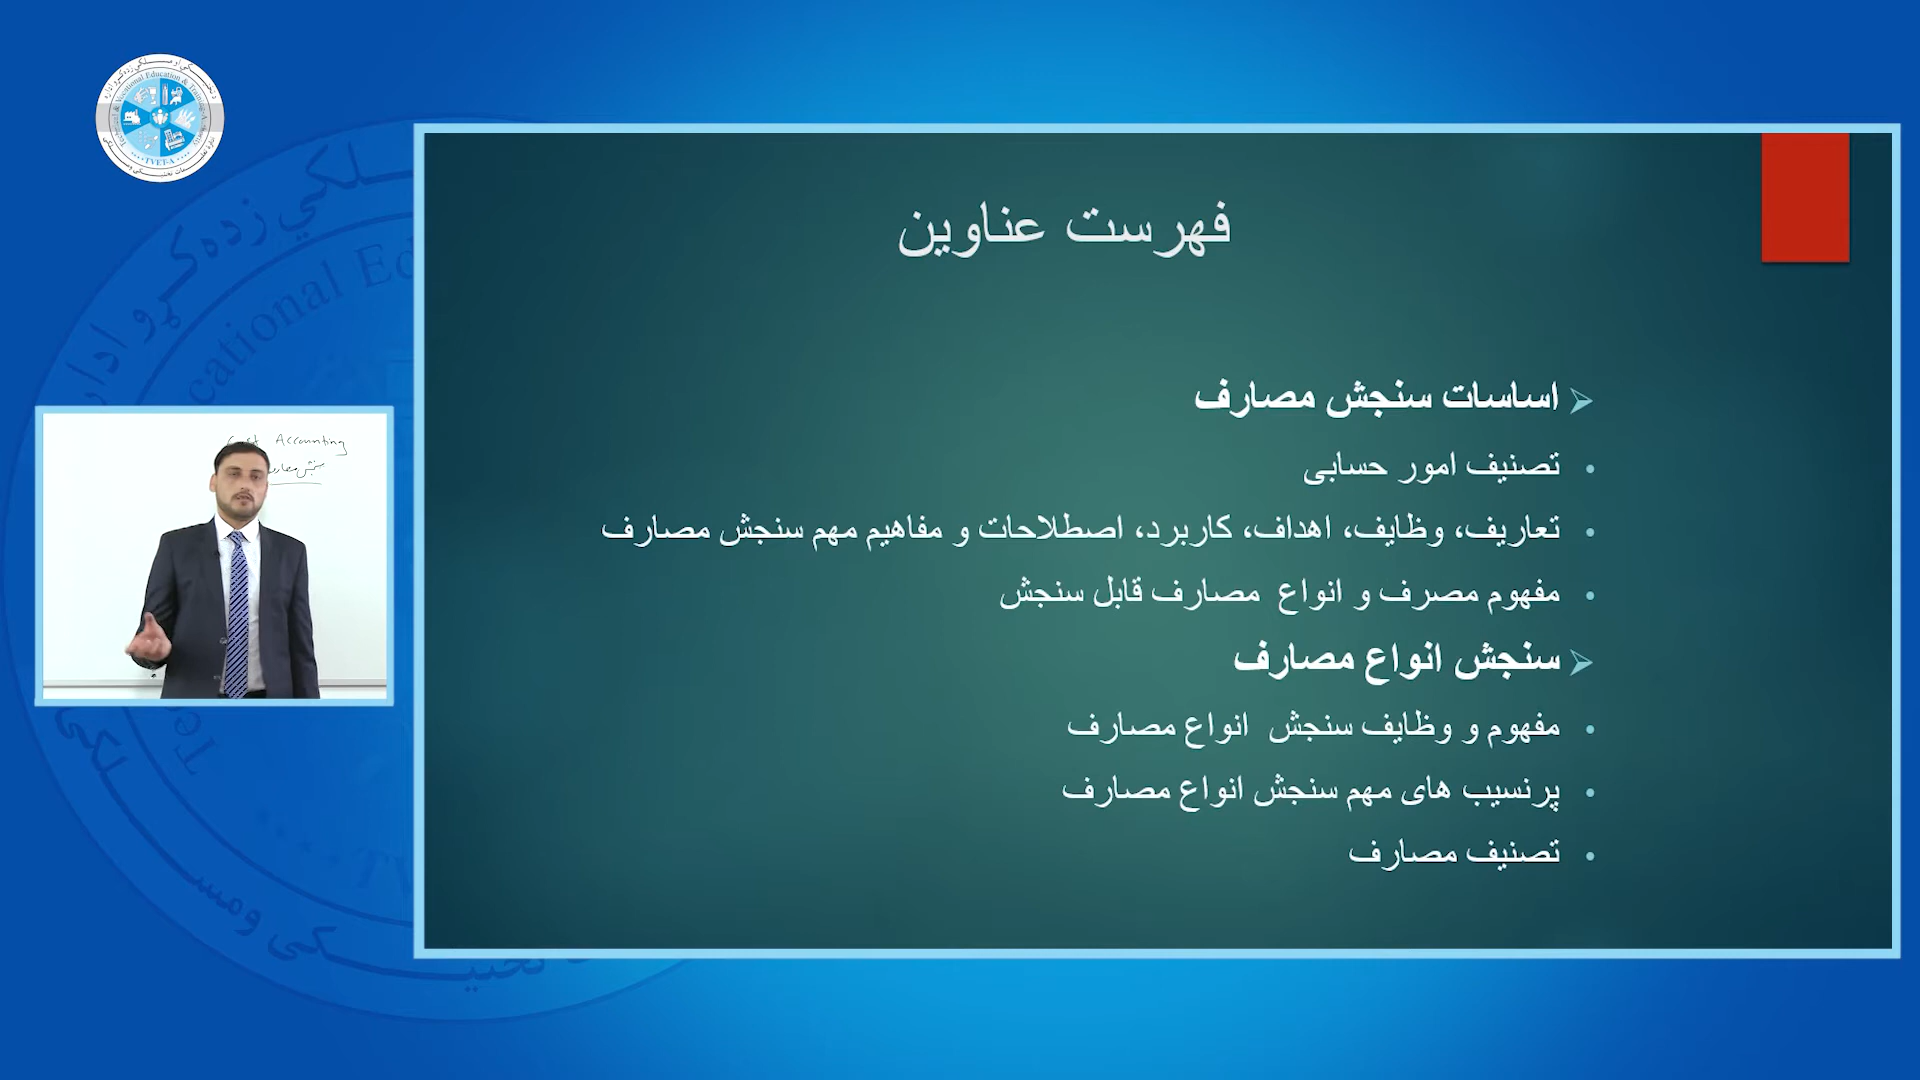 فهرست عناوین
اساسات سنجش مصارف
تصنیف امور حسابی
تعاریف، وظایف، اهداف، کاربرد، اصطلاحات و مفاهیم مهم سنجش مصارف
مفهوم مصرف و انواع مصارف قابل سنجش
سنجش انواع مصارف
مفهوم و وظایف سنجش انواع مصارف
پرنسیب های مهم سنجش انواع مصارف
تصنیف مصارف
Accounting
TVET-A